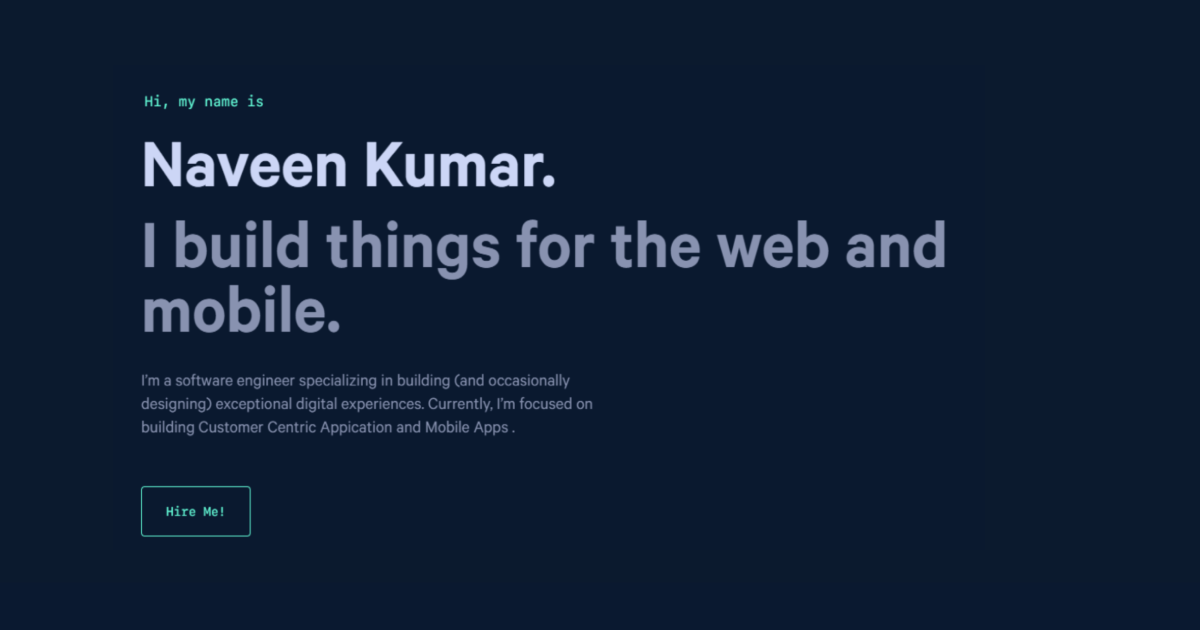 Hi, my name is
Naveen Kumar.
I build things for the web and
mobile.
I'm a software engineer specializing in building (and occasionally
designing) exceptional digital experiences. Currently, I'm focused on
building Customer Centric Appication and Mobile Apps .
Hire Me!